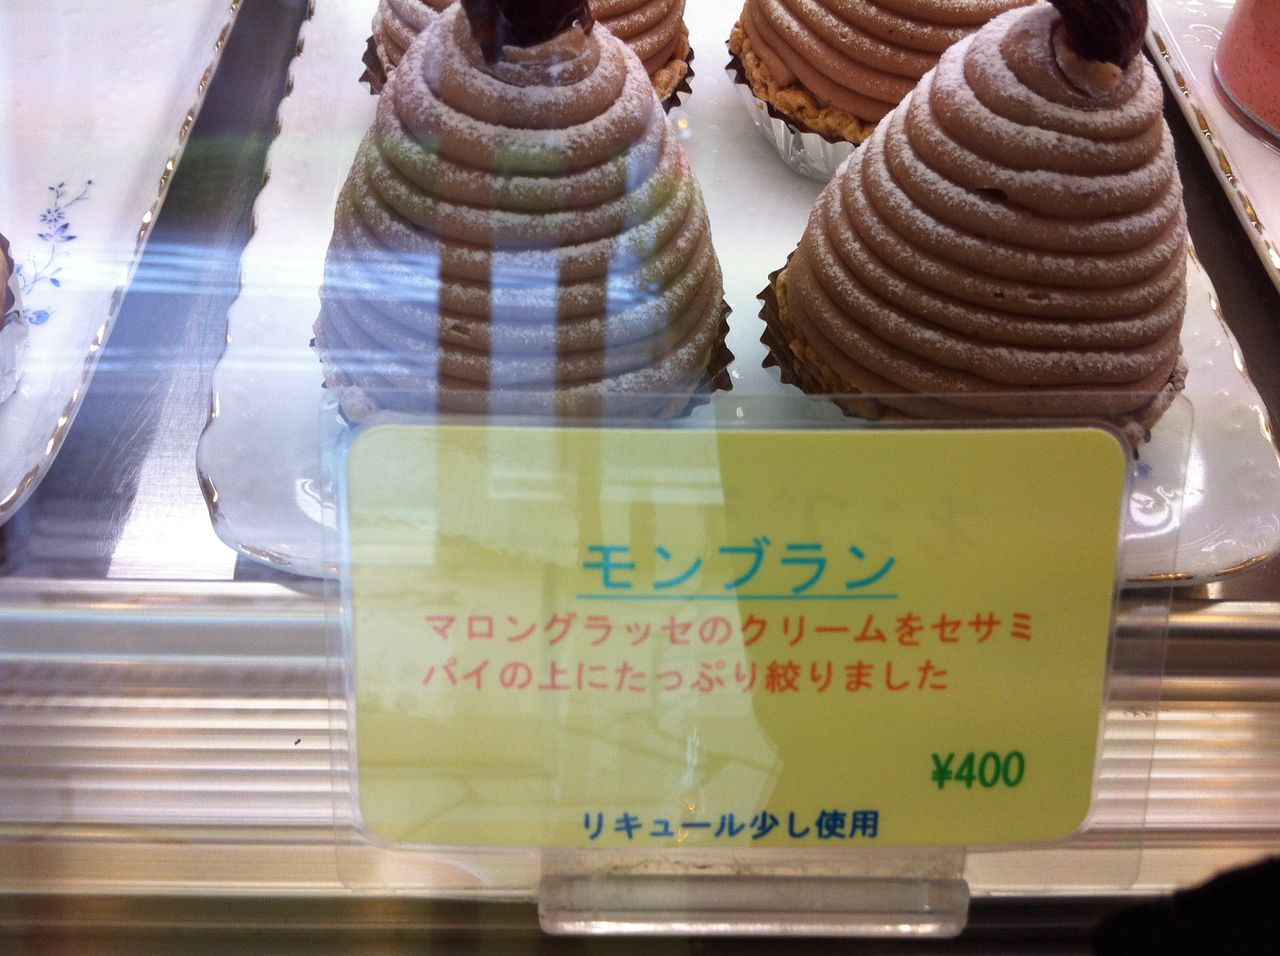 モンブラン
マロングラッセのクリームをセサミ
パイの上にたっぷり絞りました
¥400
リキュール少し使用